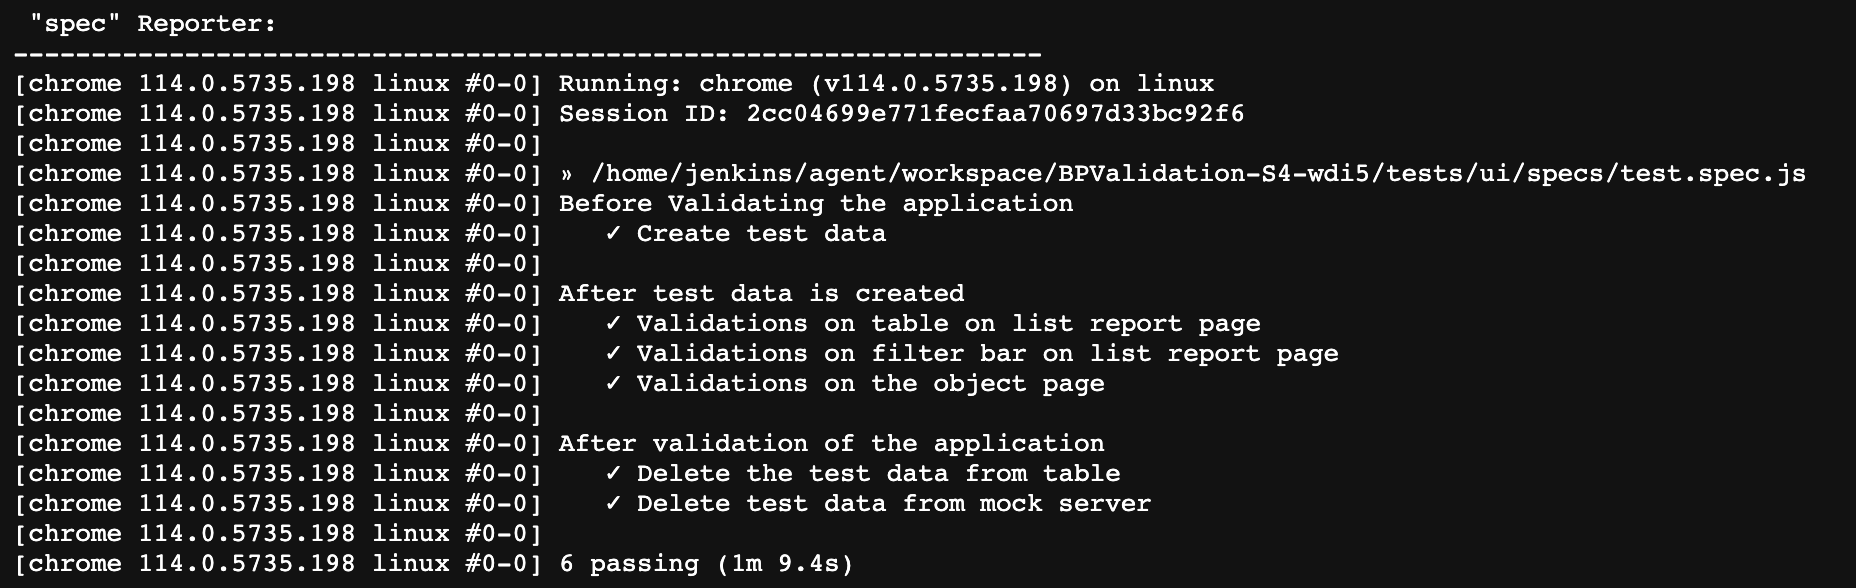 "spec" Reporter:
------------------------------------------------------------------
[chrome 114.0.5735.198 linux #0-0] Running: chrome (v114.0.5735.198) on linux
[chrome 114.0.5735.198 linux #0-0] Session ID: 2cc04699e771fecfaa70697d33bc92f6
[chrome 114.0.5735.198 linux #0-0]
[chrome 114.0.5735.198 linux #0-0] » /home/jenkins/agent/workspace/BPValidation-S4-wdi5/tests/ui/specs/test.spec.js
[chrome 114.0.5735.198 linux #0-0] Before Validating the application
[chrome 114.0.5735.198 linux #0-0]    ✓ Create test data
[chrome 114.0.5735.198 linux #0-0]
[chrome 114.0.5735.198 linux #0-0] After test data is created
[chrome 114.0.5735.198 linux #0-0]    ✓ Validations on table on list report page
[chrome 114.0.5735.198 linux #0-0]    ✓ Validations on filter bar on list report page
[chrome 114.0.5735.198 linux #0-0]    ✓ Validations on the object page
[chrome 114.0.5735.198 linux #0-0]
[chrome 114.0.5735.198 linux #0-0] After validation of the application
[chrome 114.0.5735.198 linux #0-0]    ✓ Delete the test data from table
[chrome 114.0.5735.198 linux #0-0]    ✓ Delete test data from mock server
[chrome 114.0.5735.198 linux #0-0]
[chrome 114.0.5735.198 linux #0-0] 6 passing (1m 9.4s)